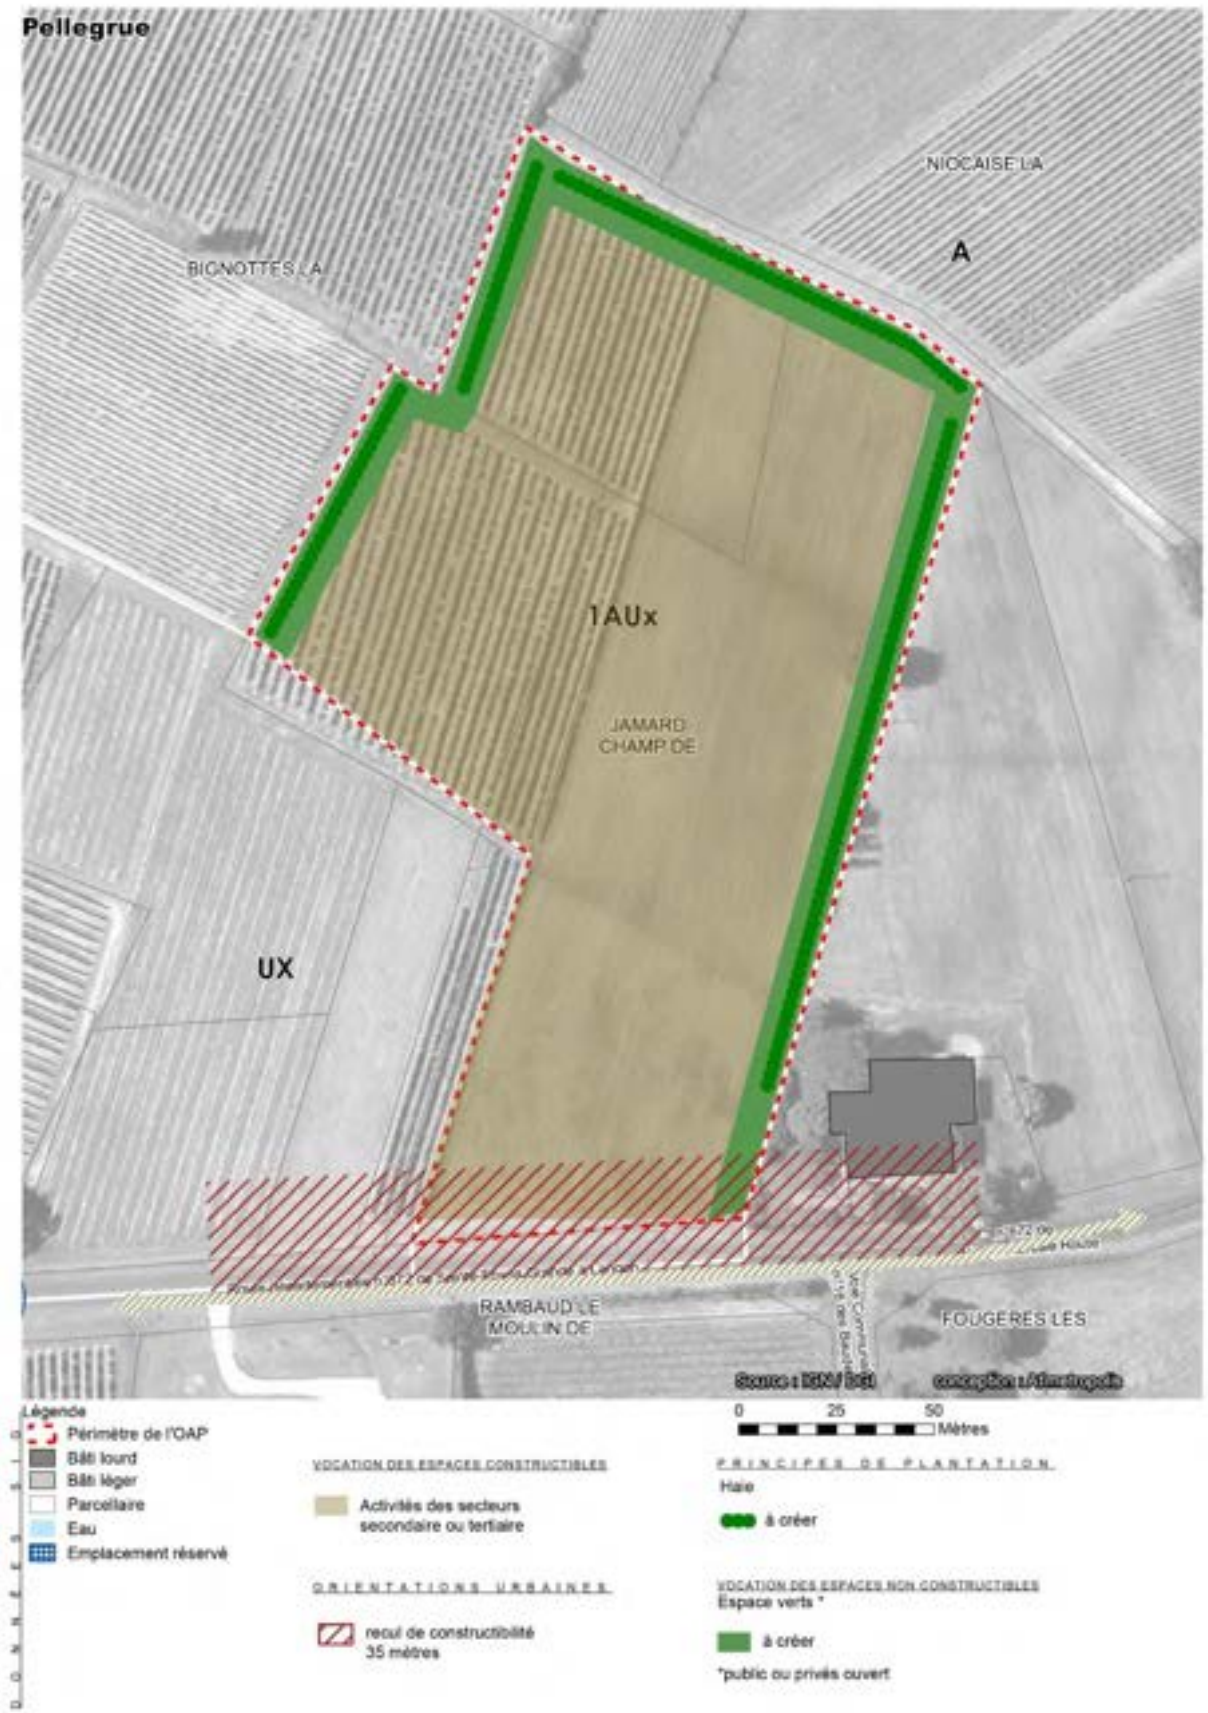 Pellegrue
NIOCAISE LA
A
BIGNOTTES LA
1AUx
JAMARD
CHAMP DE
UX
RAMBAUD LE
MOULIN DE
FOUGERES LES
Source : IGN / DGI
conception : A'Emetropolis
Légende
Périmètre de l'OAP
Bâti lourd
Bâti léger
Parcellaire
Eau
Emplacement réservé
VOCATION DES ESPACES CONSTRUCTIBLES
Activités des secteurs
secondaire ou tertiaire
ORIENTATIONS URBAINES
recul de constructibilité
35 mètres
0 25 50
Mètres
PRINCIPES DE PLANTATION
Haie
à créer
VOCATION DES ESPACES NON CONSTRUCTIBLES
Espace verts *
à créer
*public ou privés ouvert